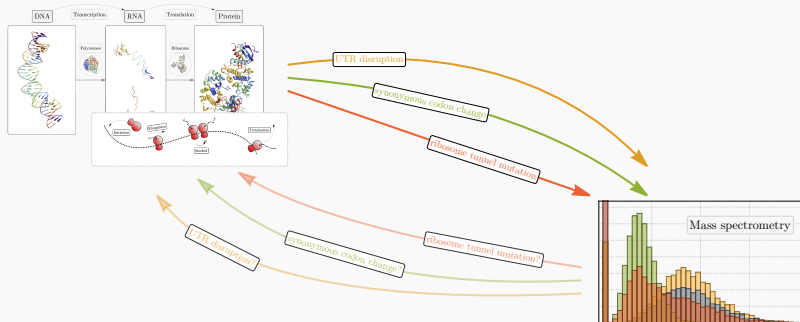 DNA
Transcription
RNA
Translation
Protein
Polymerase
Ribosome
Initiation
Elongation
blocked
Termination
UTR disruption
synonymous codon change
ribosome tunnel mutation
UTR disruption?
synonymous codon change?
ribosome tunnel mutation?
Mass spectrometry